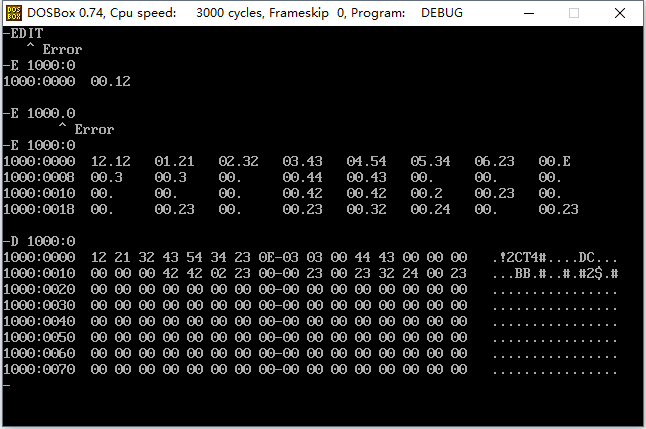 DOSBox 0.74, Cpu speed: 3000 cycles, Frameskip 0, Program: DEBUG
-EDIT
^ Error
-E 1000:0
1000:0000 00.12
-E 1000.0
^ Error
-E 1000:0
1000:0000 12.12 01.21 02.32 03.43 04.54 05.34 06.23 00.E
1000:0008 00.3 00.3 00. 00.44 00.43 00. 00. 00.
1000:0010 00. 00. 00. 00.42 00.42 00.2 00.23 00.
1000:0018 00. 00.23 00. 00.23 00.32 00.24 00. 00.23
-D 1000:0
1000:0000 12 21 32 43 54 34 23 0E-03 03 00 44 43 00 00 00 .!2CT4#....DC...
1000:0010 00 00 00 42 42 02 23 00-00 23 00 23 32 24 00 23 ...BB.#..#.#2$.#
1000:0020 00 00 00 00 00 00 00 00-00 00 00 00 00 00 00 00 ................
1000:0030 00 00 00 00 00 00 00 00-00 00 00 00 00 00 00 00 ................
1000:0040 00 00 00 00 00 00 00 00-00 00 00 00 00 00 00 00 ................
1000:0050 00 00 00 00 00 00 00 00-00 00 00 00 00 00 00 00 ................
1000:0060 00 00 00 00 00 00 00 00-00 00 00 00 00 00 00 00 ................
1000:0070 00 00 00 00 00 00 00 00-00 00 00 00 00 00 00 00 ................
-